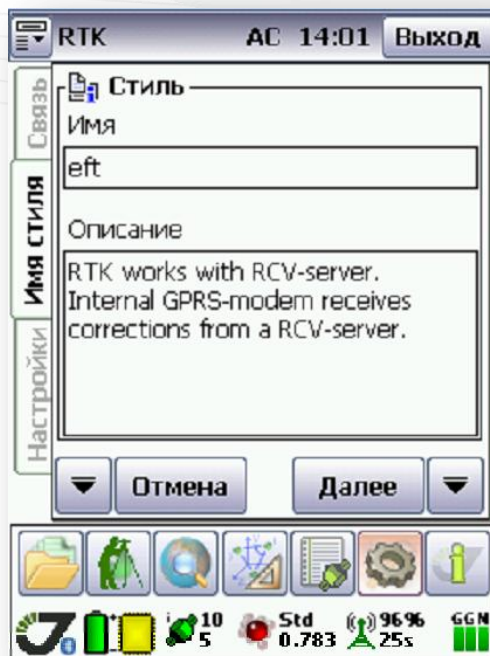 RTK AC 14:01 Выход
Связь
Имя стиля
Настройки
Стиль
Имя
eft
Описание
RTK works with RCV-server.
Internal GPRS-modem receives
corrections from a RCV-server.
Отмена Далее
10
5
Std
0.783
96%
25s
GGN